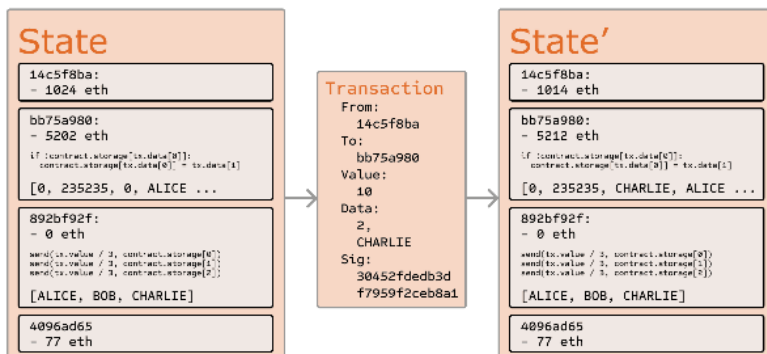 State
14c5f8ba:
- 1024 eth
bb75a980:
- 5202 eth
if !contract.storage[tx.data[0]]:
contract.storage[tx.data[0]] = tx.data[1]
[0, 235235, 0, ALICE ...
892bf92f:
- 0 eth
send(tx.value / 3, contract.storage[0])
send(tx.value / 3, contract.storage[1])
send(tx.value / 3, contract.storage[2])
[ALICE, BOB, CHARLIE]
4096ad65
- 77 eth
Transaction
From:
14c5f8ba
To:
bb75a980
Value:
10
Data:
2,
CHARLIE
Sig:
30452fdedb3d
f7959f2ceb8a1
State′
14c5f8ba:
- 1014 eth
bb75a980:
- 5212 eth
if !contract.storage[tx.data[0]]:
contract.storage[tx.data[0]] = tx.data[1]
[0, 235235, CHARLIE, ALICE ...
892bf92f:
- 0 eth
send(tx.value / 3, contract.storage[0])
send(tx.value / 3, contract.storage[1])
send(tx.value / 3, contract.storage[2])
[ALICE, BOB, CHARLIE]
4096ad65
- 77 eth